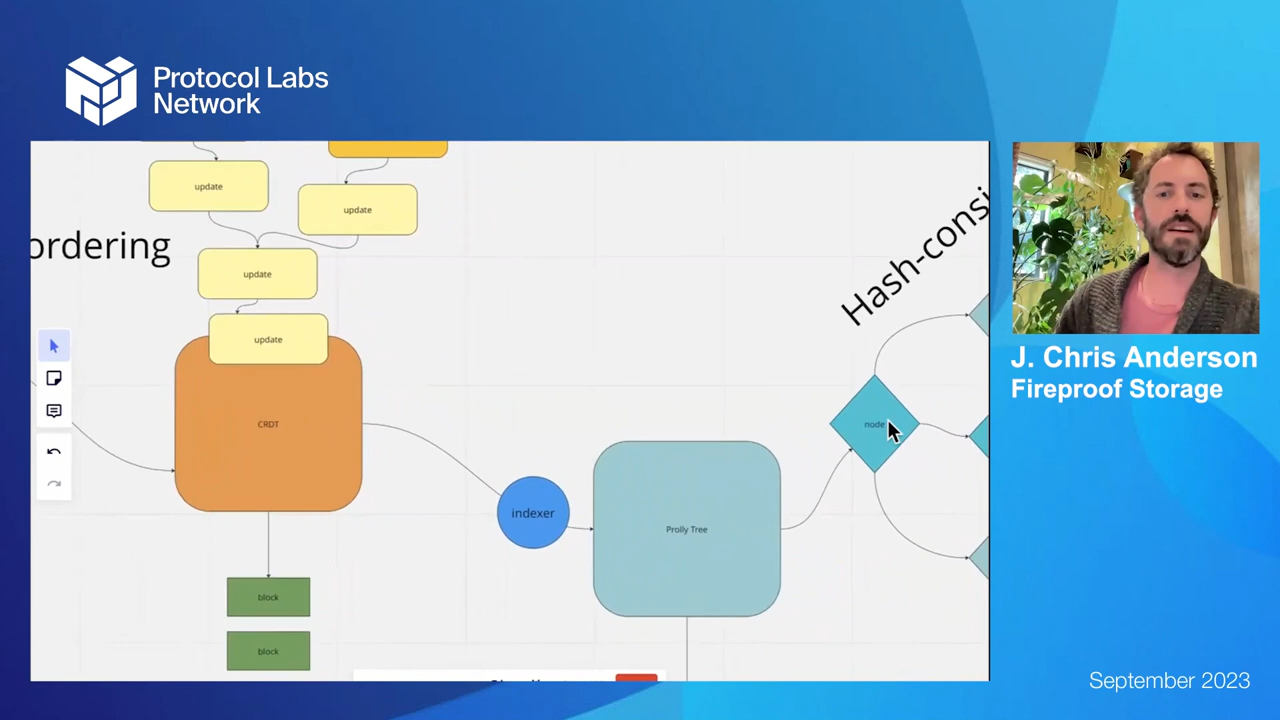 Protocol Labs
Network
update
update
ordering
update
update
Hash-consi
CRDT
node
indexer
Prolly Tree
block
block
J. Chris Anderson
Fireproof Storage
September 2023